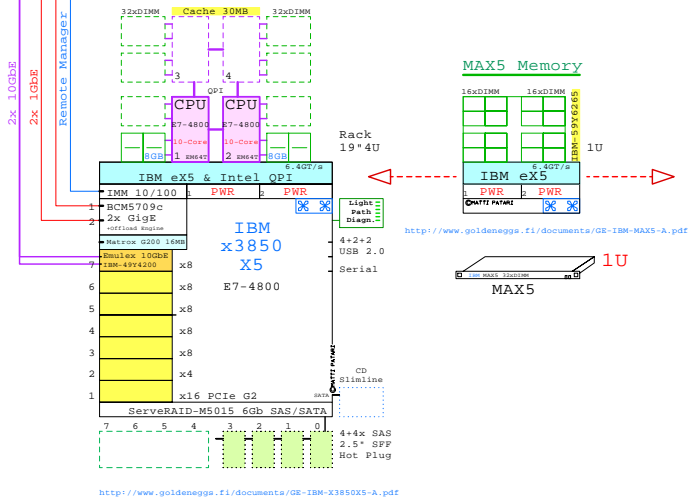 32xDIMM
Cache 30MB
32xDIMM
3
4
QPI
CPU
CPU
E7-4800
E7-4800
10-Core
10-Core
8GB
1 EM64T
2 EM64T
8GB
6.4GT/s
IBM eX5 & Intel QPI
IMM 10/100
1 PWR
2 PWR
1
BCM5709c
2
2x GigE
+Offload Engine
Matrox G200 16MB
Emulex 10GbE
7
IBM-49Y4200
x8
6
x8
5
x8
4
x8
3
x8
2
x4
1
x16 PCIe G2
IBM
x3850
X5
E7-4800
©MATTI PATARI
SATA
ServeRAID-M5015 6Gb SAS/SATA
7
6
5
4
3
2
1
0
2x 10GbE
2x 1GbE
Remote Manager
Rack
19"4U
Light
Path
Diagn.
4+2+2
USB 2.0
Serial
CD
Slimline
4+4x SAS
2.5" SFF
Hot Plug
http://www.goldeneggs.fi/documents/GE-IBM-X3850X5-A.pdf
MAX5 Memory
16xDIMM
16xDIMM
IBM-59Y6265
1U
6.4GT/s
IBM eX5
1 PWR
2 PWR
©MATTI PATARI
http://www.goldeneggs.fi/documents/GE-IBM-MAX5-A.pdf
IBM MAX5 32xDIMM
1U
MAX5